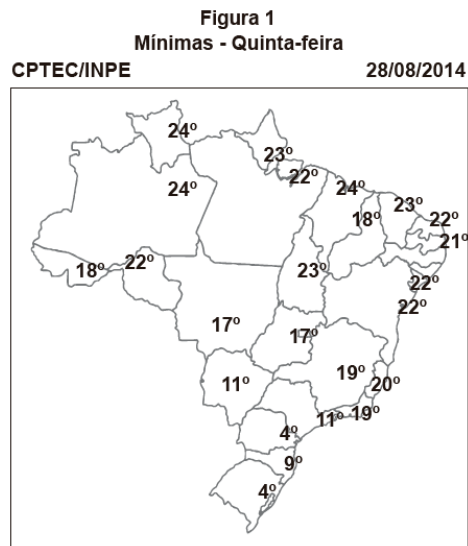 Figura 1
Mínimas - Quinta-feira
CPTEC/INPE 28/08/2014
24º
23º
22º
24º
24º
23º
18º
22º
21º
18º
22º
23º
22º
22º
17º
17º
11º
19º
20º
11º
19º
4º
9º
4º